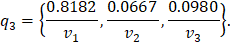 q₃ = {0.8182/v₁, 0.0667/v₂, 0.0980/v₃}.